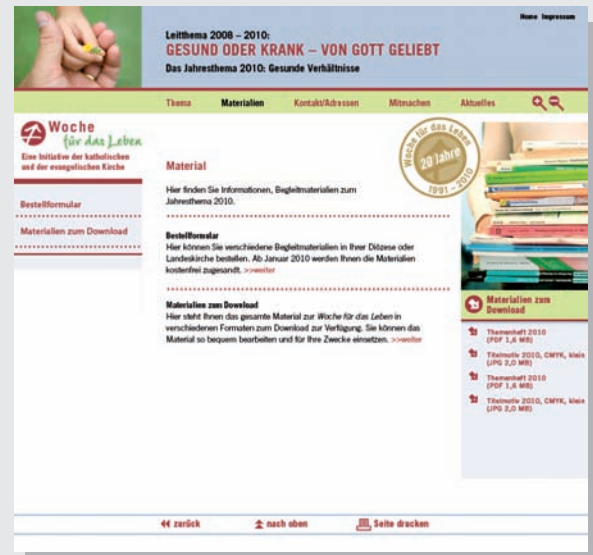 Home Impressum
Leitthema 2008 – 2010:
GESUND ODER KRANK – VON GOTT GELIEBT
Das Jahresthema 2010: Gesunde Verhältnisse
Thema Materialien Kontakt/Adressen Mitmachen Aktuelles
Woche
für das Leben
Eine Initiative der katholischen
und der evangelischen Kirche
Bestellformular
Materialien zum Download
Woche für das Leben
20 Jahre
1991 – 2010
Material
Hier finden Sie Informationen, Begleitmaterialien zum
Jahresthema 2010.
Bestellformular
Hier können Sie verschiedene Begleitmaterialien in Ihrer Diözese oder
Landeskirche bestellen. Ab Januar 2010 werden Ihnen die Materialien
kostenfrei zugesandt. >>weiter
Materialien zum Download
Hier steht Ihnen das gesamte Material zur Woche für das Leben in
verschiedenen Formaten zum Download zur Verfügung. Sie können das
Material so bequem bearbeiten und für Ihre Zwecke einsetzen. >>weiter
Materialien zum
Download
Themenheft 2010
(PDF 1,6 MB)
Titelmotiv 2010, CMYK, klein
(JPG 2,0 MB)
Themenheft 2010
(PDF 1,6 MB)
Titelmotiv 2010, CMYK, klein
(JPG 2,0 MB)
zurück nach oben Seite drucken